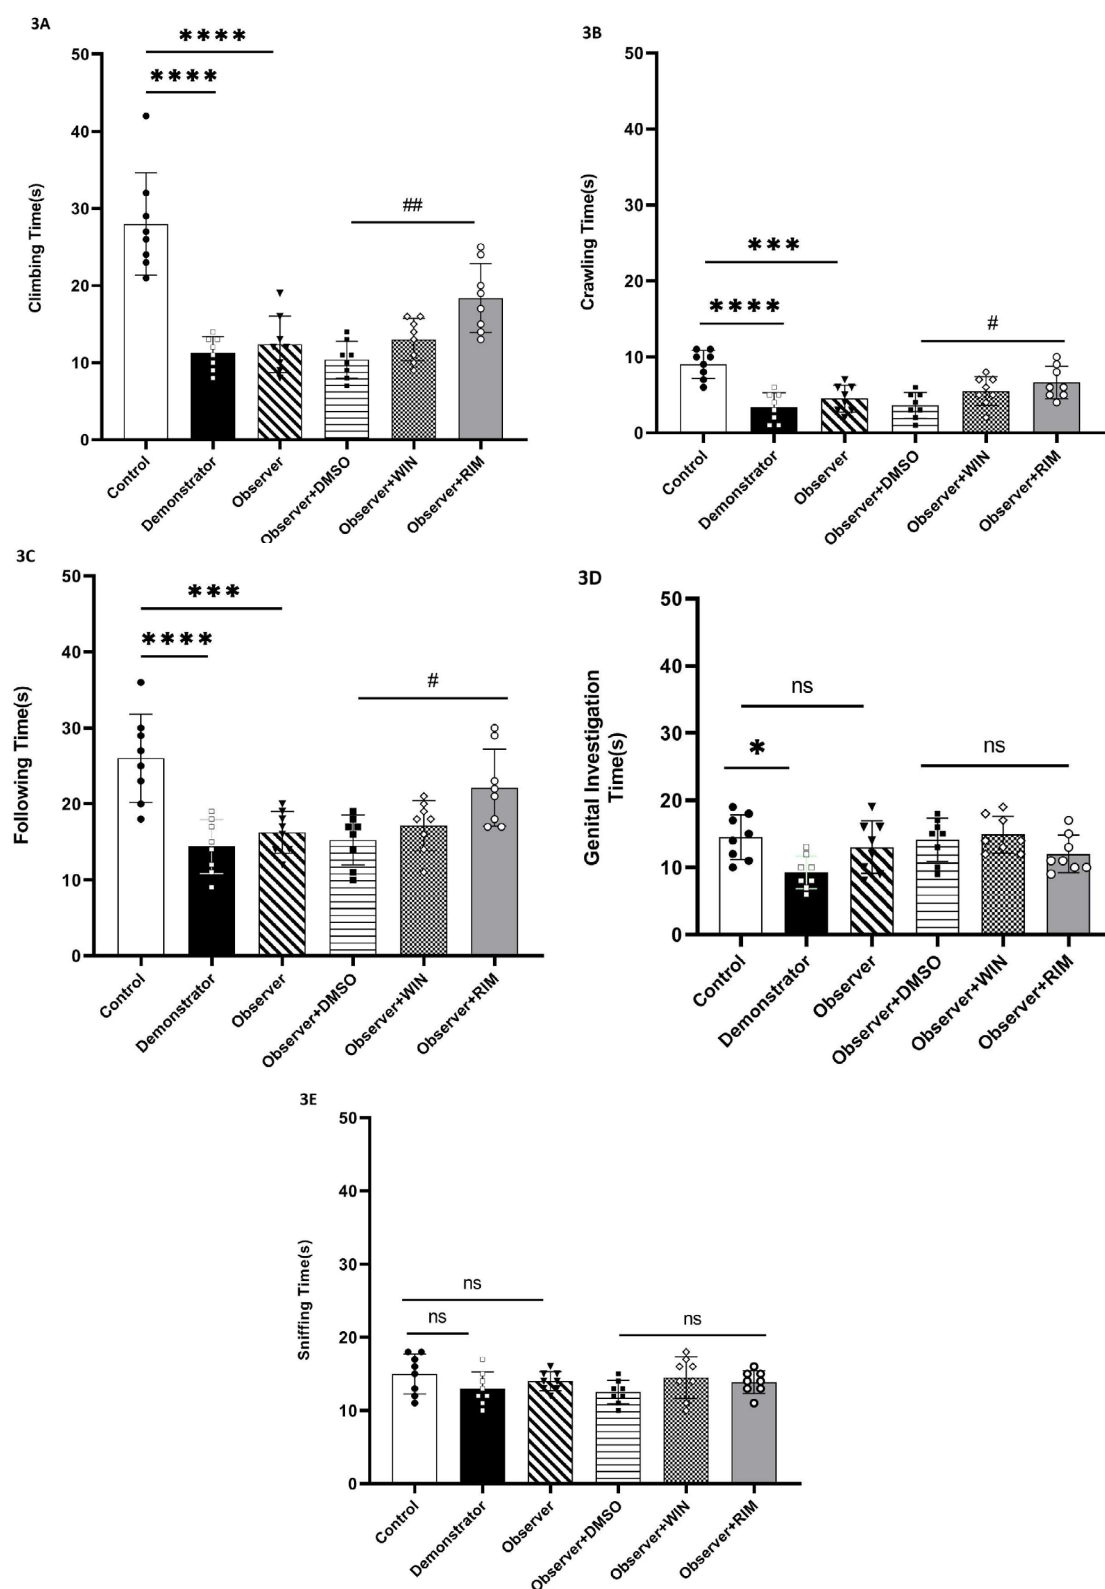 3A
****
****
##
Climbing Time(s)
50
40
30
20
10
0
Control
Demonstrator
Observer
Observer+DMSO
Observer+WIN
Observer+RIM
3B
***
****
#
Crawling Time(s)
50
40
30
20
10
0
Control
Demonstrator
Observer
Observer+DMSO
Observer+WIN
Observer+RIM
3C
***
****
#
Following Time(s)
50
40
30
20
10
0
Control
Demonstrator
Observer
Observer+DMSO
Observer+WIN
Observer+RIM
3D
ns
*
ns
Genital Investigation
Time(s)
50
40
30
20
10
0
Control
Demonstrator
Observer
Observer+DMSO
Observer+WIN
Observer+RIM
3E
ns
ns
ns
Sniffing Time(s)
50
40
30
20
10
0
Control
Demonstrator
Observer
Observer+DMSO
Observer+WIN
Observer+RIM